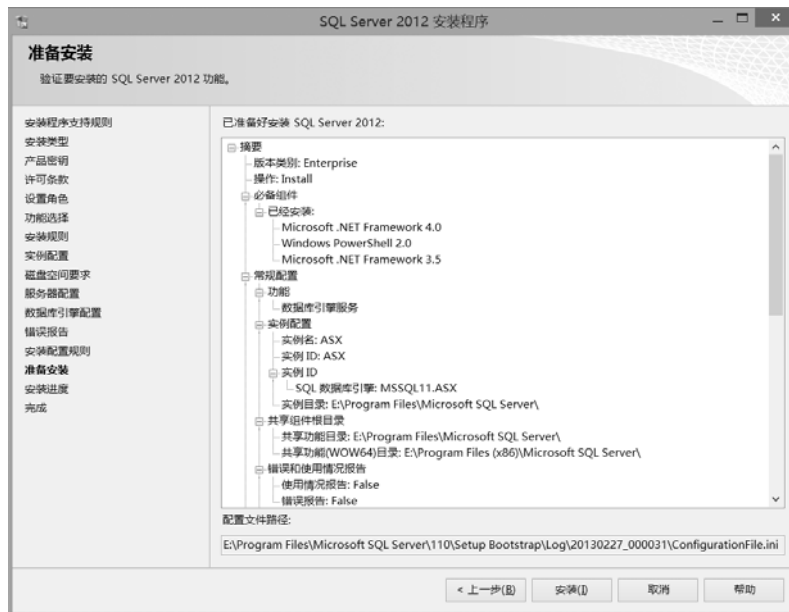 SQL Server 2012 安装程序
准备安装
验证要安装的 SQL Server 2012 功能。
安装程序支持规则
安装类型
产品密钥
许可条款
设置角色
功能选择
安装规则
实例配置
磁盘空间要求
服务器配置
数据库引擎配置
错误报告
安装配置规则
准备安装
安装进度
完成
已准备好安装 SQL Server 2012:
摘要
版本类别: Enterprise
操作: Install
必备组件
已经安装:
Microsoft .NET Framework 4.0
Windows PowerShell 2.0
Microsoft .NET Framework 3.5
常规配置
功能
数据库引擎服务
实例配置
实例名: ASX
实例 ID: ASX
实例 ID
SQL 数据库引擎: MSSQL11.ASX
实例目录: E:\Program Files\Microsoft SQL Server\
共享组件根目录
共享功能目录: E:\Program Files\Microsoft SQL Server\
共享功能(WOW64)目录: E:\Program Files (x86)\Microsoft SQL Server\
错误和使用情况报告
使用情况报告: False
错误报告: False
配置文件路径:
E:\Program Files\Microsoft SQL Server\110\Setup Bootstrap\Log\20130227_000031\ConfigurationFile.ini
< 上一步(B)
安装(I)
取消
帮助